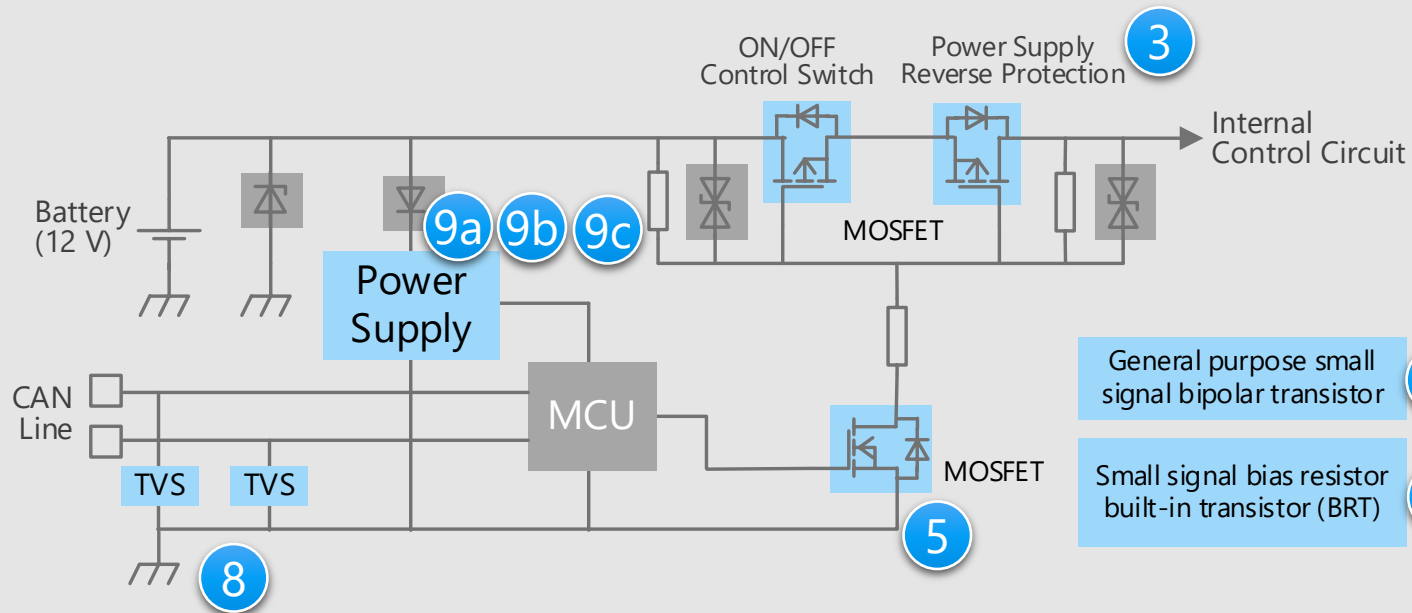 ON/OFF
Control Switch
Power Supply
Reverse Protection
3
Internal
Control Circuit
Battery
(12 V)
9a
9b
9c
MOSFET
Power
Supply
CAN
Line
MCU
General purpose small
signal bipolar transistor
TVS
TVS
MOSFET
Small signal bias resistor
built-in transistor (BRT)
5
8